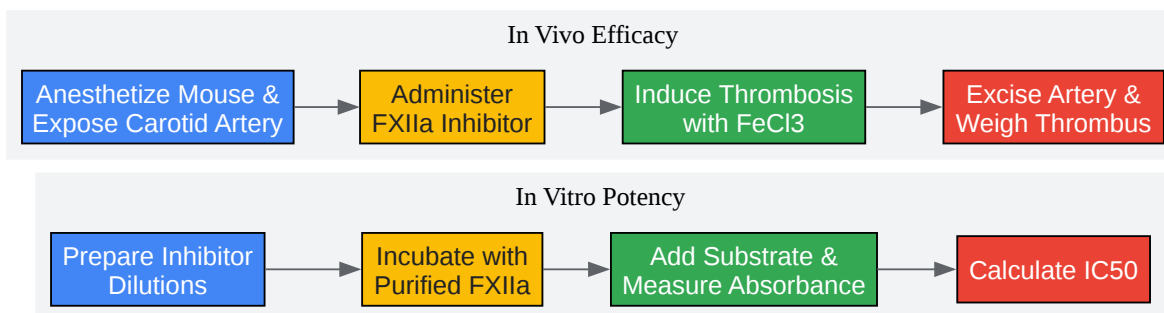 In Vivo Efficacy
Anesthetize Mouse &
Expose Carotid Artery
Administer
FXIIa Inhibitor
Induce Thrombosis
with FeCl3
Excise Artery &
Weigh Thrombus
In Vitro Potency
Prepare Inhibitor
Dilutions
Incubate with
Purified FXIIa
Add Substrate &
Measure Absorbance
Calculate IC50